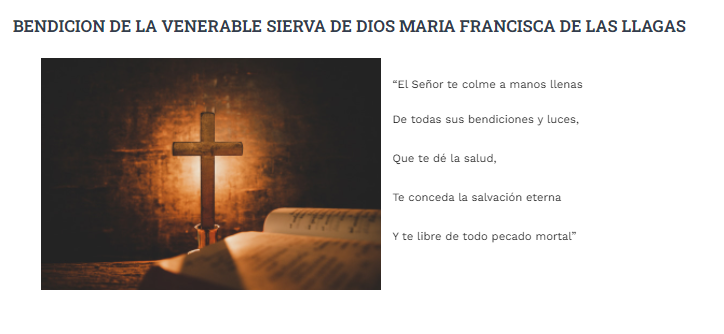 BENDICION DE LA VENERABLE SIERVA DE DIOS MARIA FRANCISCA DE LAS LLAGAS
“El Señor te colme a manos llenas
De todas sus bendiciones y luces,
Que te dé la salud,
Te conceda la salvación eterna
Y te libre de todo pecado mortal”